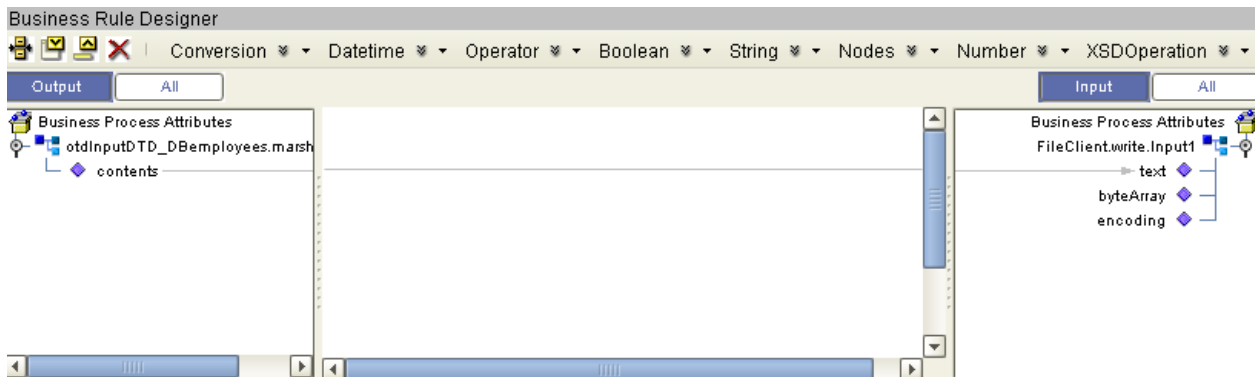 Business Rule Designer
Conversion Datetime Operator Boolean String Nodes Number XSDOperation
Output All Input All
Business Process Attributes
otdInputDTD_DBemployees.marsh
contents
Business Process Attributes
FileClient.write.Input1
text
byteArray
encoding